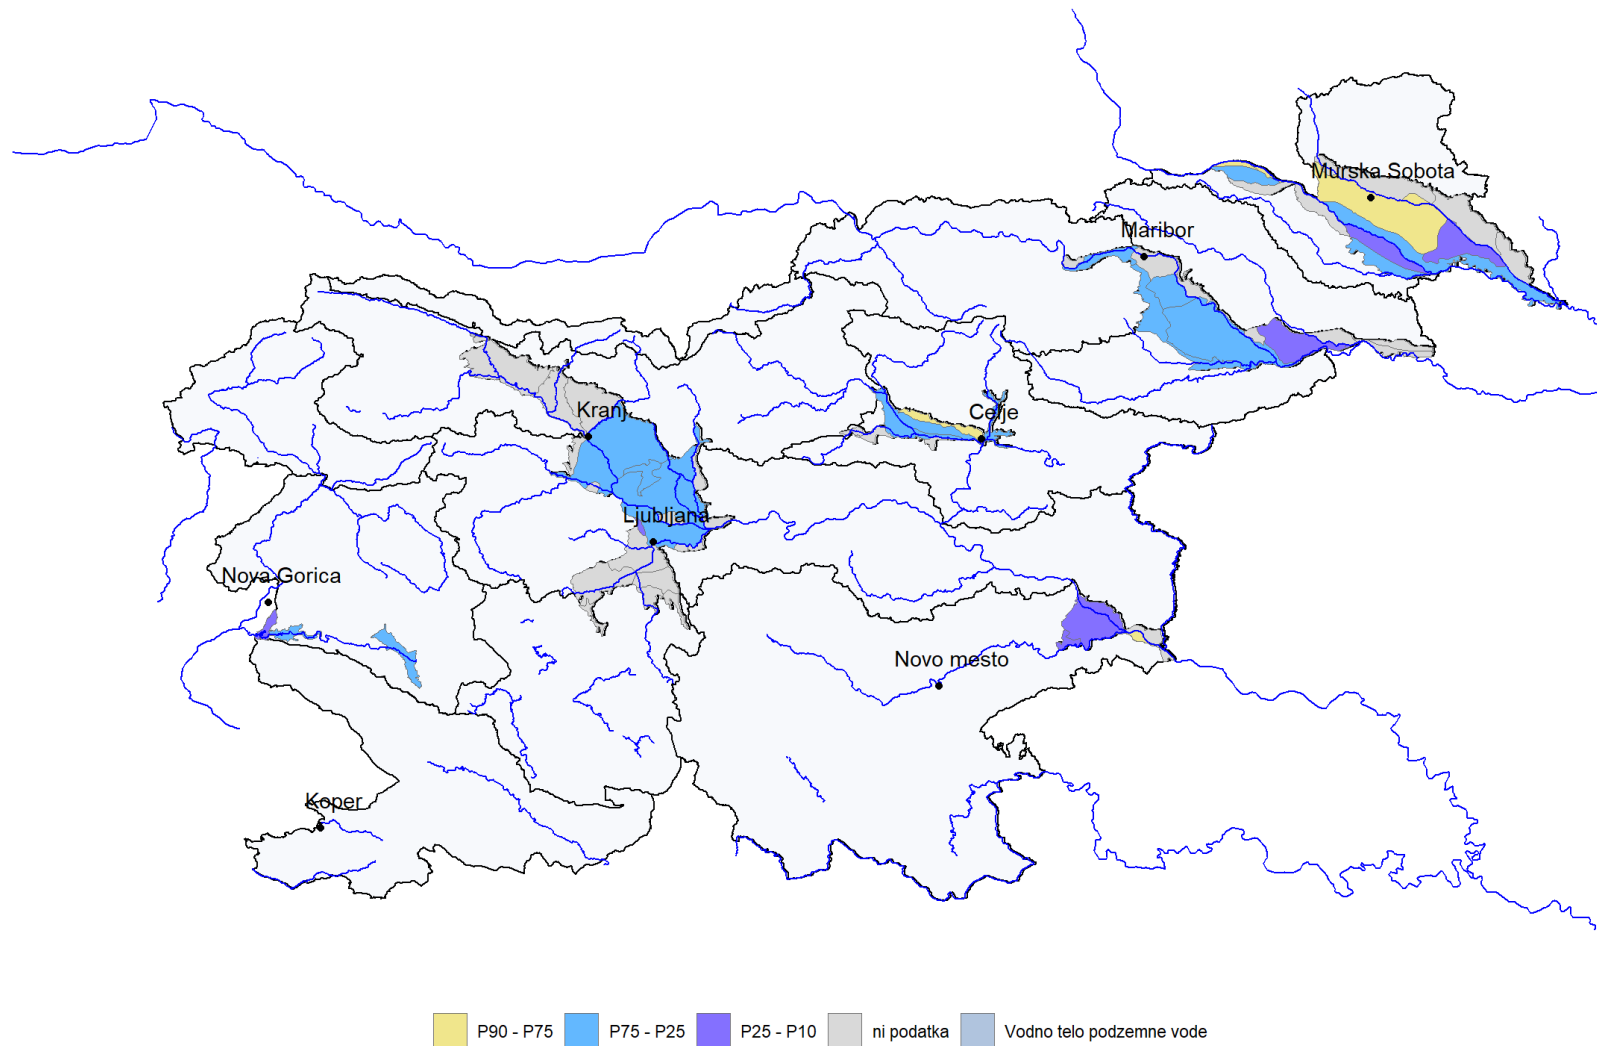 Murska Sobota
Maribor
Kranj
Celje
Ljubljana
Nova Gorica
Novo mesto
Koper
P90 - P75 P75 - P25 P25 - P10 ni podatka Vodno telo podzemne vode